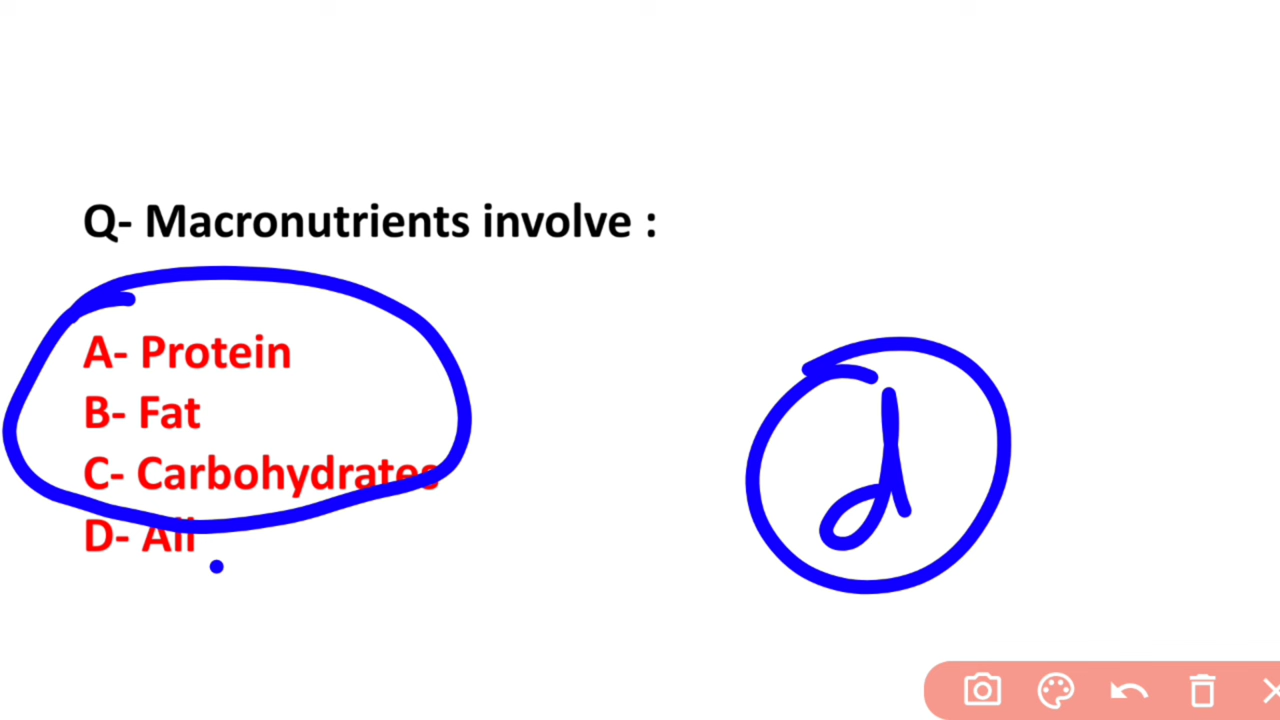 Q- Macronutrients involve :
A- Protein
B- Fat
C- Carbohydrates
D- All
d